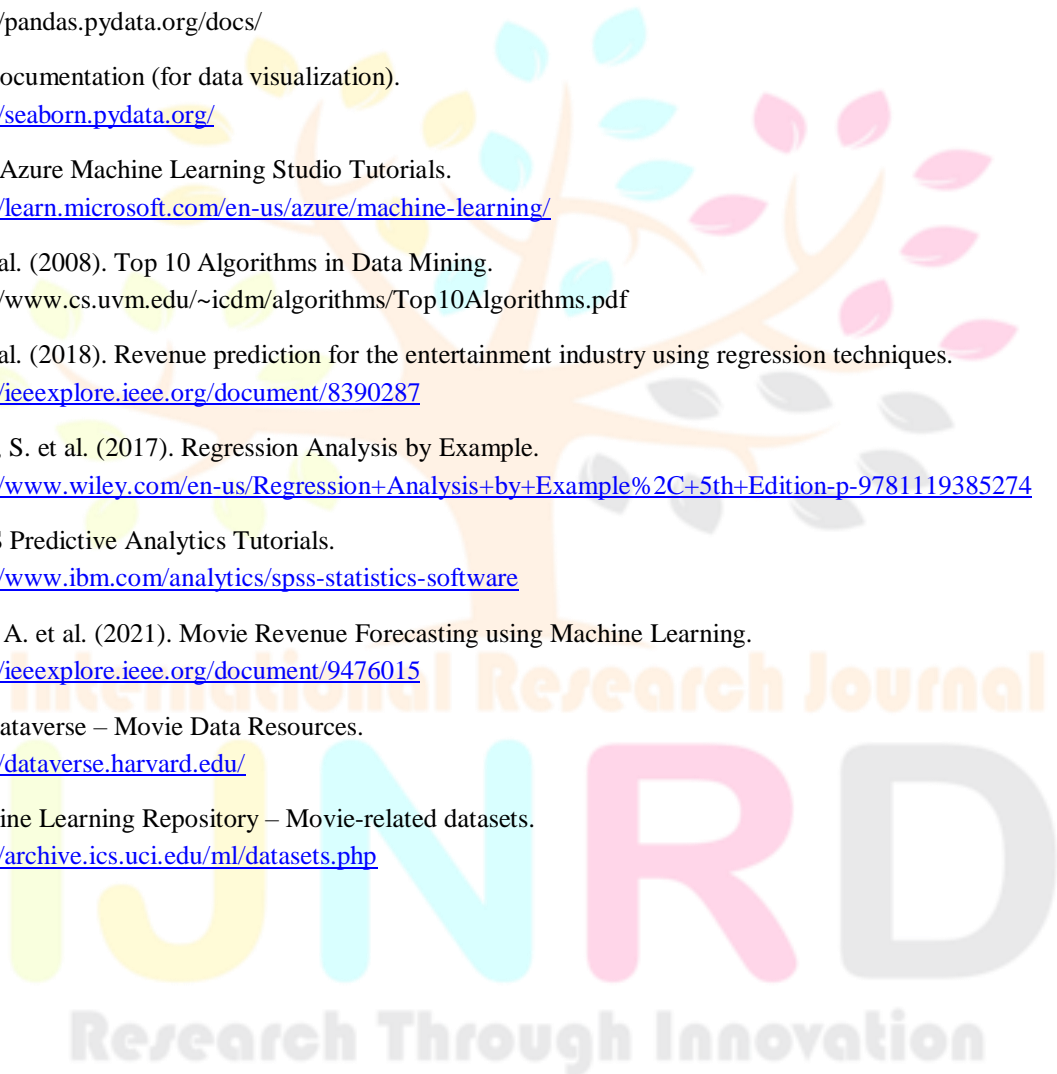 /pandas.pydata.org/docs/
ocumentation (for data visualization).
/seaborn.pydata.org/
Azure Machine Learning Studio Tutorials.
/learn.microsoft.com/en-us/azure/machine-learning/
al. (2008). Top 10 Algorithms in Data Mining.
/www.cs.uvm.edu/~icdm/algorithms/Top10Algorithms.pdf
al. (2018). Revenue prediction for the entertainment industry using regression techniques.
/ieeexplore.ieee.org/document/8390287
, S. et al. (2017). Regression Analysis by Example.
/www.wiley.com/en-us/Regression+Analysis+by+Example%2C+5th+Edition-p-9781119385274
S Predictive Analytics Tutorials.
/www.ibm.com/analytics/spss-statistics-software
A. et al. (2021). Movie Revenue Forecasting using Machine Learning.
/ieeexplore.ieee.org/document/9476015
International Research Journal
ataverse – Movie Data Resources.
/dataverse.harvard.edu/
ine Learning Repository – Movie-related datasets.
/archive.ics.uci.edu/ml/datasets.php
IJNRD
Research Through Innovation